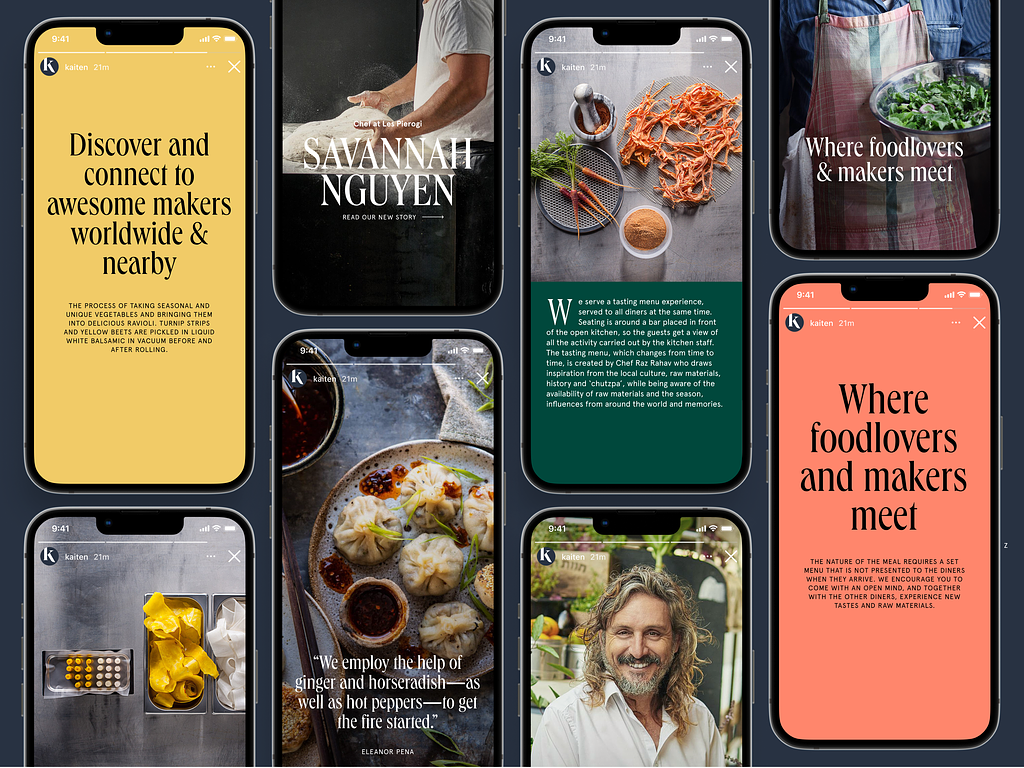 9:41
K kaiten 21m
Discover and
connect to
awesome makers
worldwide &
nearby
THE PROCESS OF TAKING SEASONAL AND
UNIQUE VEGETABLES AND BRINGING THEM
INTO DELICIOUS RAVIOLI. TURNIP STRIPS
AND YELLOW BEETS ARE PICKLED IN LIQUID
WHITE BALSAMIC IN VACUUM BEFORE AND
AFTER ROLLING.
9:41
K kaiten 21m
Chef at Les Pierogi
SAVANNAH
NGUYEN
READ OUR NEW STORY
9:41
K kaiten 21m
“We employ the help of
ginger and horseradish—as
well as hot peppers—to get
the fire started.”
ELEANOR PENA
9:41
K kaiten 21m
We serve a tasting menu experience,
served to all diners at the same time.
Seating is around a bar placed in front
of the open kitchen, so the guests get a view of
all the activity carried out by the kitchen staff.
The tasting menu, which changes from time to
time, is created by Chef Raz Rahav who draws
inspiration from the local culture, raw materials,
history and ‘chutzpa’, while being aware of the
availability of raw materials and the season,
influences from around the world and memories.
9:41
K kaiten 21m
חוות
Where foodlovers
& makers meet
9:41
K kaiten 21m
Where
foodlovers
and makers
meet
THE NATURE OF THE MEAL REQUIRES A SET
MENU THAT IS NOT PRESENTED TO THE DINERS
WHEN THEY ARRIVE. WE ENCOURAGE YOU TO
COME WITH AN OPEN MIND, AND TOGETHER
WITH THE OTHER DINERS, EXPERIENCE NEW
TASTES AND RAW MATERIALS.
Z